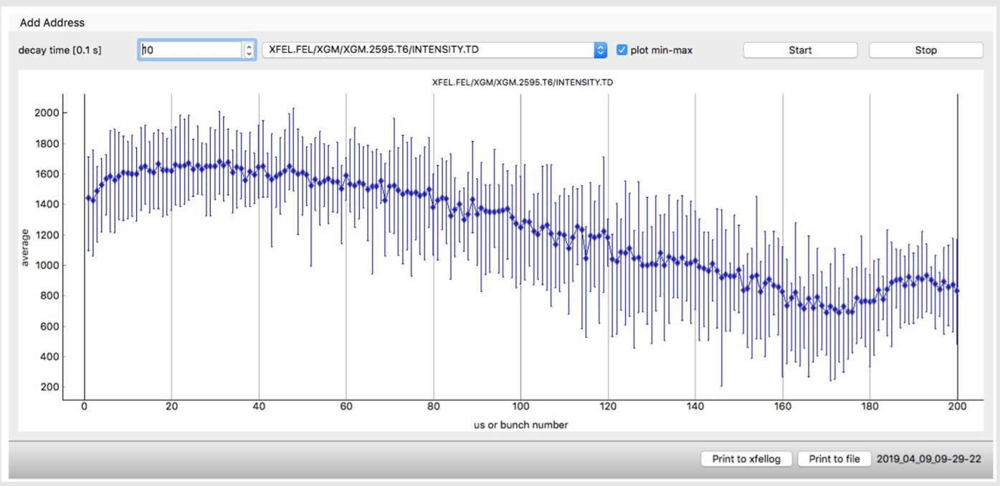 Add Address
decay time [0.1 s] 10 XFEL.FEL/XGM/XGM.2595.T6/INTENSITY.TD plot min-max Start Stop
XFEL.FEL/XGM/XGM.2595.T6/INTENSITY.TD
2000
1800
1600
1400
1200
1000
800
600
400
200
average
0 20 40 60 80 100 120 140 160 180 200
us or bunch number
Print to xfellog Print to file 2019_04_09_09-29-22